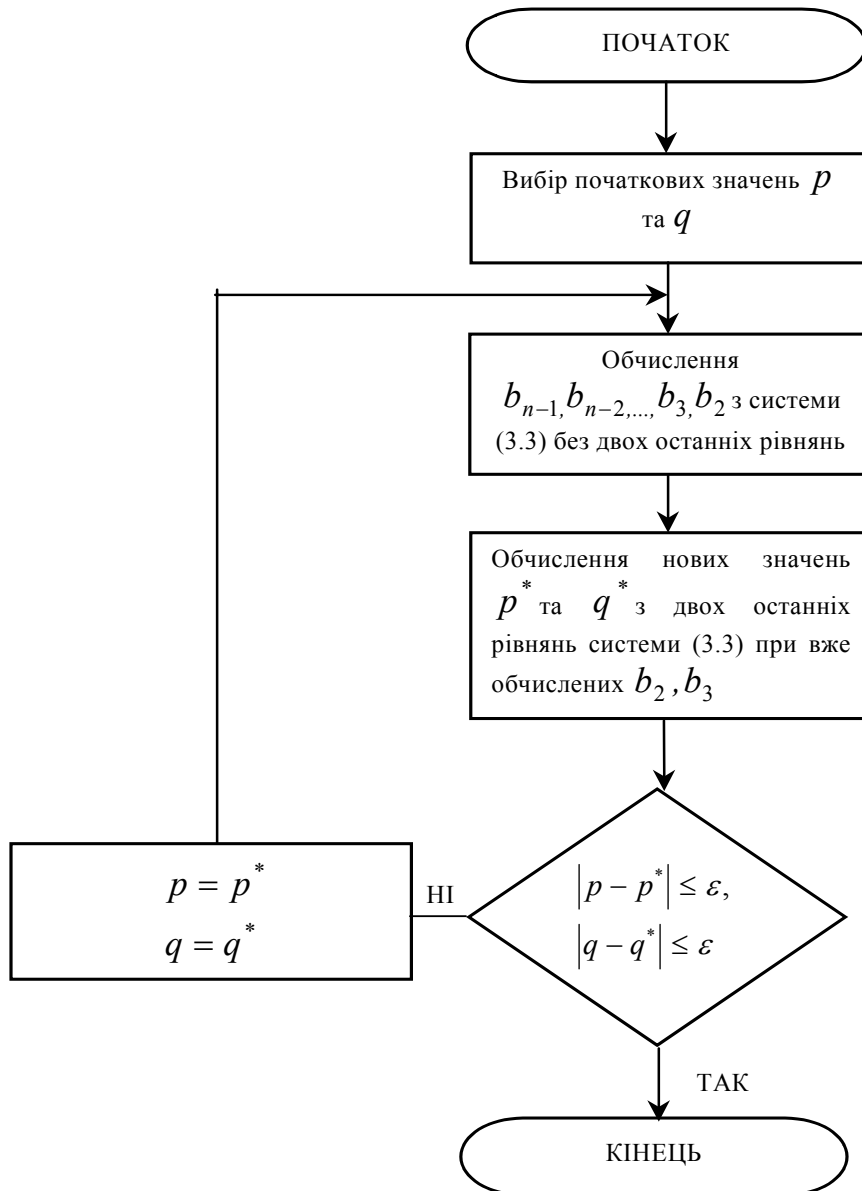 ПОЧАТОК
Вибір початкових значень p
та q
Обчислення
b_{n−1}, b_{n−2},..., b_3, b_2 з системи
(3.3) без двох останніх рівнянь
Обчислення нових значень
p^* та q^* з двох останніх
рівнянь системи (3.3) при вже
обчислених b_2, b_3
p = p^*
q = q^*
НІ
|p − p^*| ≤ ε,
|q − q^*| ≤ ε
ТАК
КІНЕЦЬ